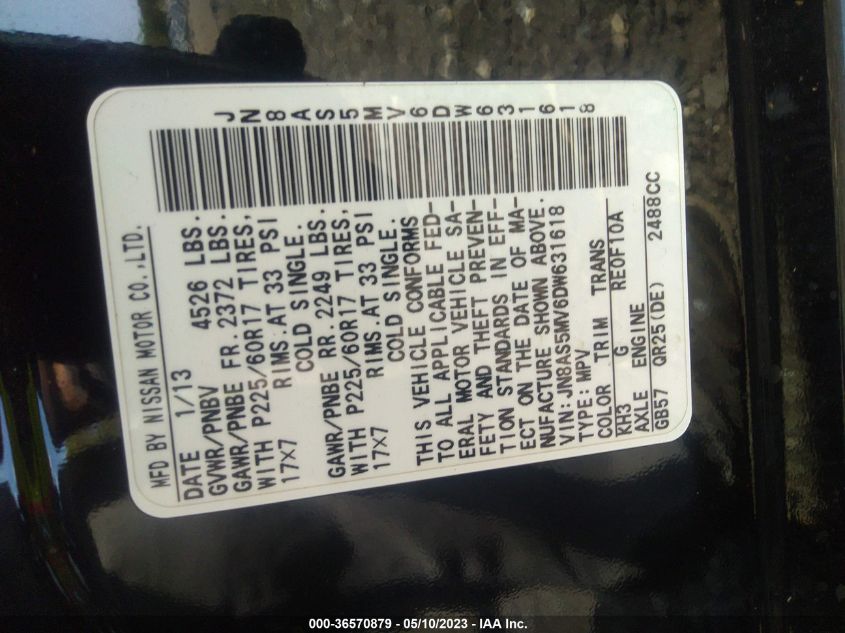 MFD BY NISSAN MOTOR CO.,LTD.
DATE 1/13
GVWR/PNBV 4526 LBS.
GAWR/PNBE FR. 2372 LBS.
WITH P225/60R17 TIRES,
17X7 RIMS.AT 33 PSI
COLD SINGLE.
GAWR/PNBE RR. 2249 LBS.
WITH P225/60R17 TIRES,
17X7 RIMS.AT 33 PSI
COLD SINGLE.
THIS VEHICLE CONFORMS
TO ALL APPLICABLE FED-
ERAL MOTOR VEHICLE SA-
FETY AND THEFT PREVEN-
TION STANDARDS IN EFF-
ECT ON THE DATE OF MA-
NUFACTURE SHOWN ABOVE.
VIN:JN8AS5MV6DW631618
TYPE:MPV
COLOR TRIM TRANS
KH3 G RE0F10A
AXLE ENGINE
GB57 QR25(DE) 2488CC
JN8AS5MV6DW631618
000-36570879 - 05/10/2023 - IAA Inc.